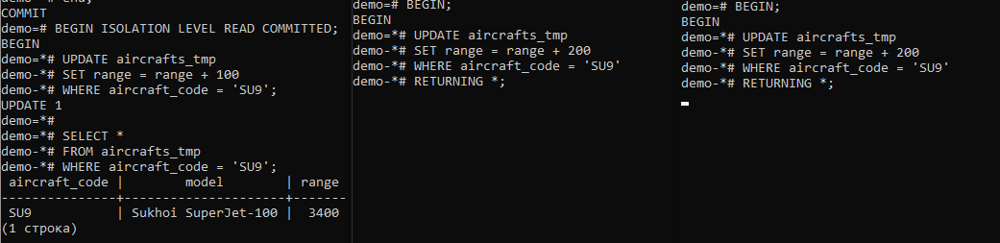 demo-*# end;
COMMIT
demo=# BEGIN ISOLATION LEVEL READ COMMITTED;
BEGIN
demo=*# UPDATE aircrafts_tmp
demo-*# SET range = range + 100
demo-*# WHERE aircraft_code = 'SU9';
UPDATE 1
demo=*#
demo=*# SELECT *
demo-*# FROM aircrafts_tmp
demo-*# WHERE aircraft_code = 'SU9';
aircraft_code | model | range
---------------+---------------------+-------
SU9 | Sukhoi SuperJet-100 | 3400
(1 строка)
demo=# BEGIN;
BEGIN
demo=*# UPDATE aircrafts_tmp
demo-*# SET range = range + 200
demo-*# WHERE aircraft_code = 'SU9'
demo-*# RETURNING *;
demo=# BEGIN;
BEGIN
demo=*# UPDATE aircrafts_tmp
demo-*# SET range = range + 200
demo-*# WHERE aircraft_code = 'SU9'
demo-*# RETURNING *;